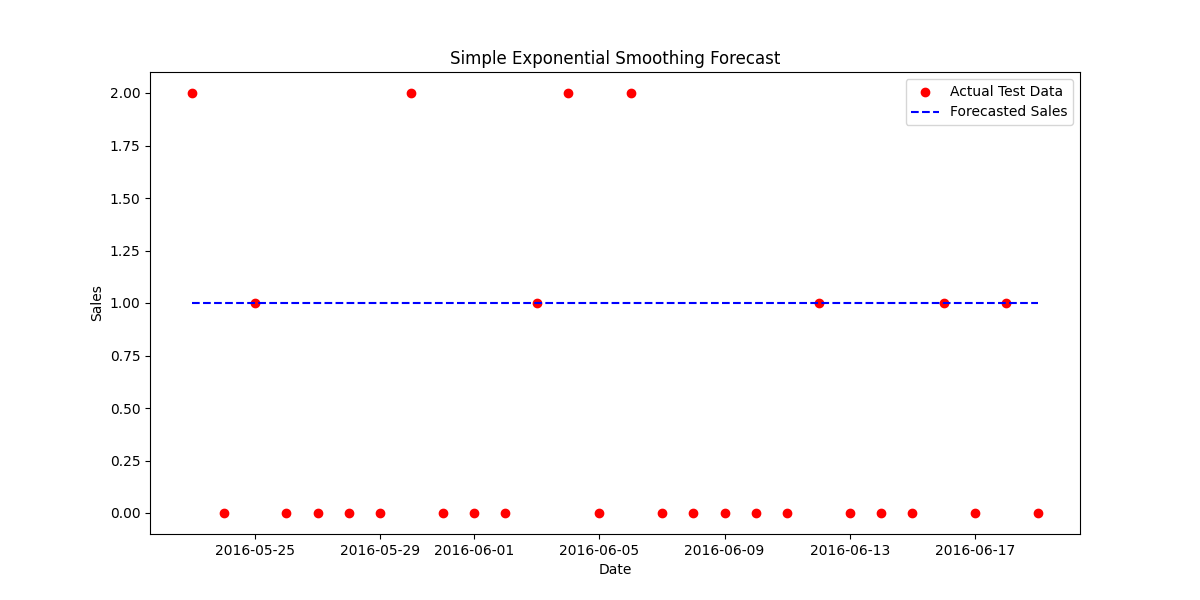 Simple Exponential Smoothing Forecast
Actual Test Data
Forecasted Sales
2.00
1.75
1.50
1.25
1.00
0.75
0.50
0.25
0.00
Sales
2016-05-25 2016-05-29 2016-06-01 2016-06-05 2016-06-09 2016-06-13 2016-06-17
Date